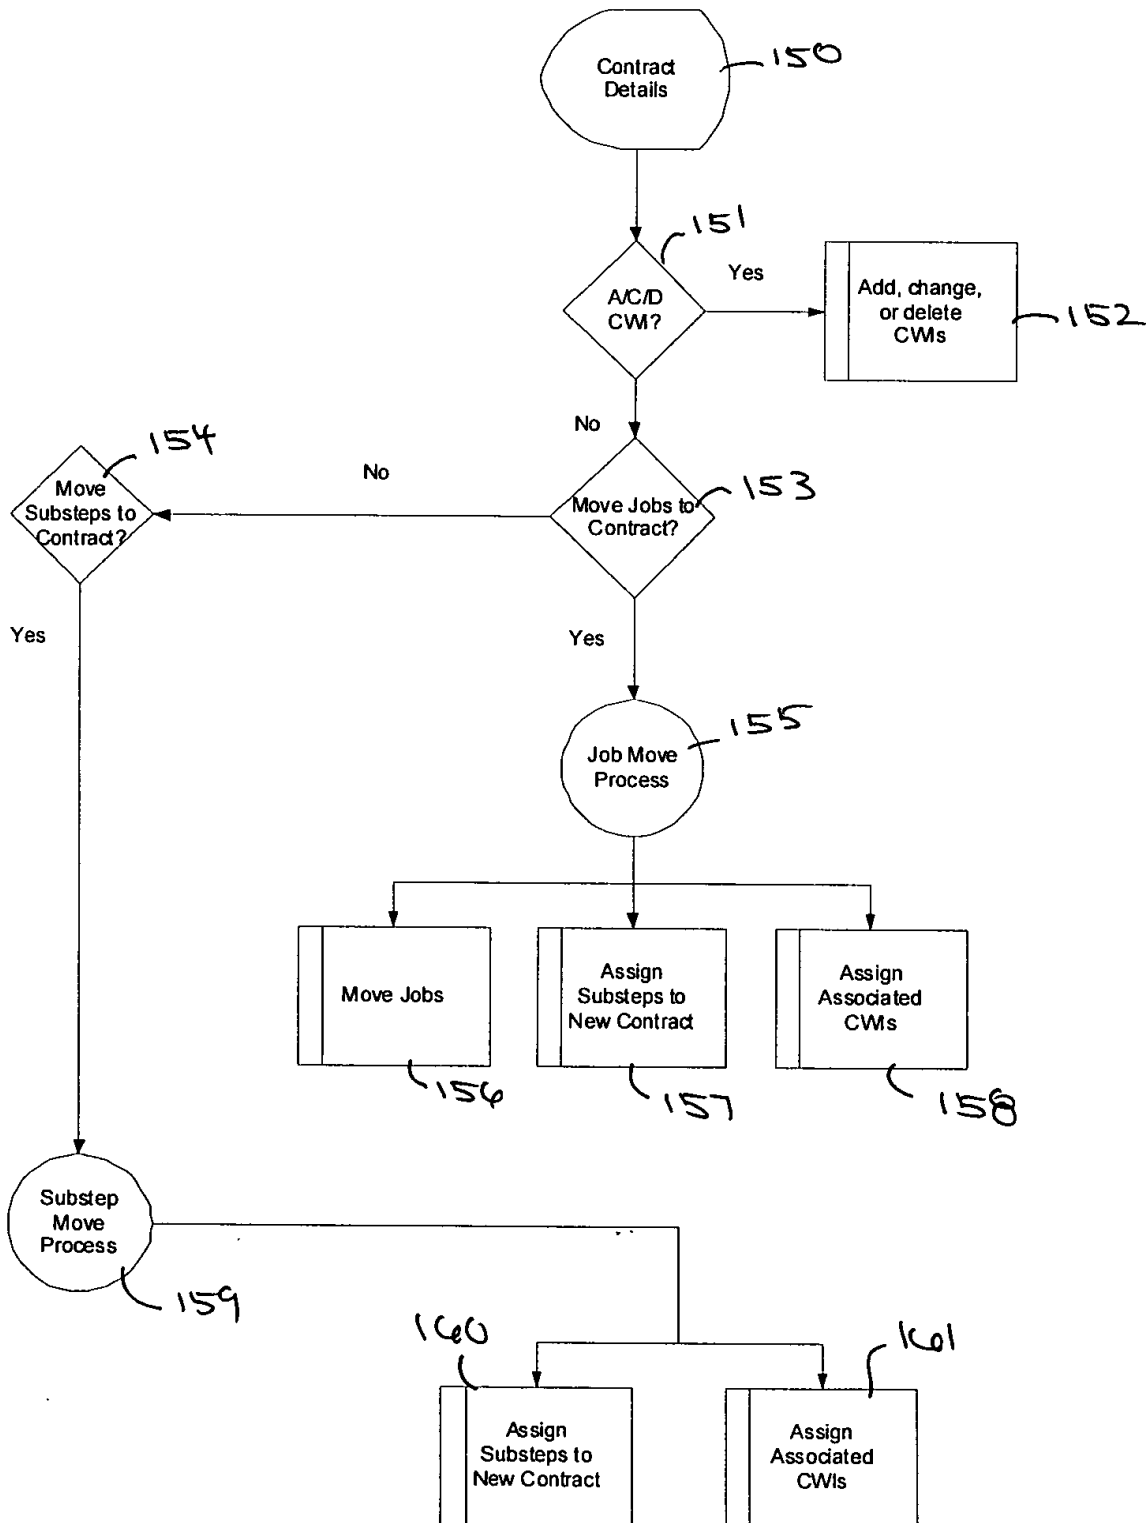 Contract
Details
150
151
A/C/D
CWI?
Yes
Add, change,
or delete
CWIs
152
No
154
Move
Substeps to
Contract?
No
Move Jobs to
Contract?
153
Yes
Yes
Job Move
Process
155
Move Jobs
156
Assign
Substeps to
New Contract
157
Assign
Associated
CWIs
158
Substep
Move
Process
159
160
Assign
Substeps to
New Contract
161
Assign
Associated
CWIs